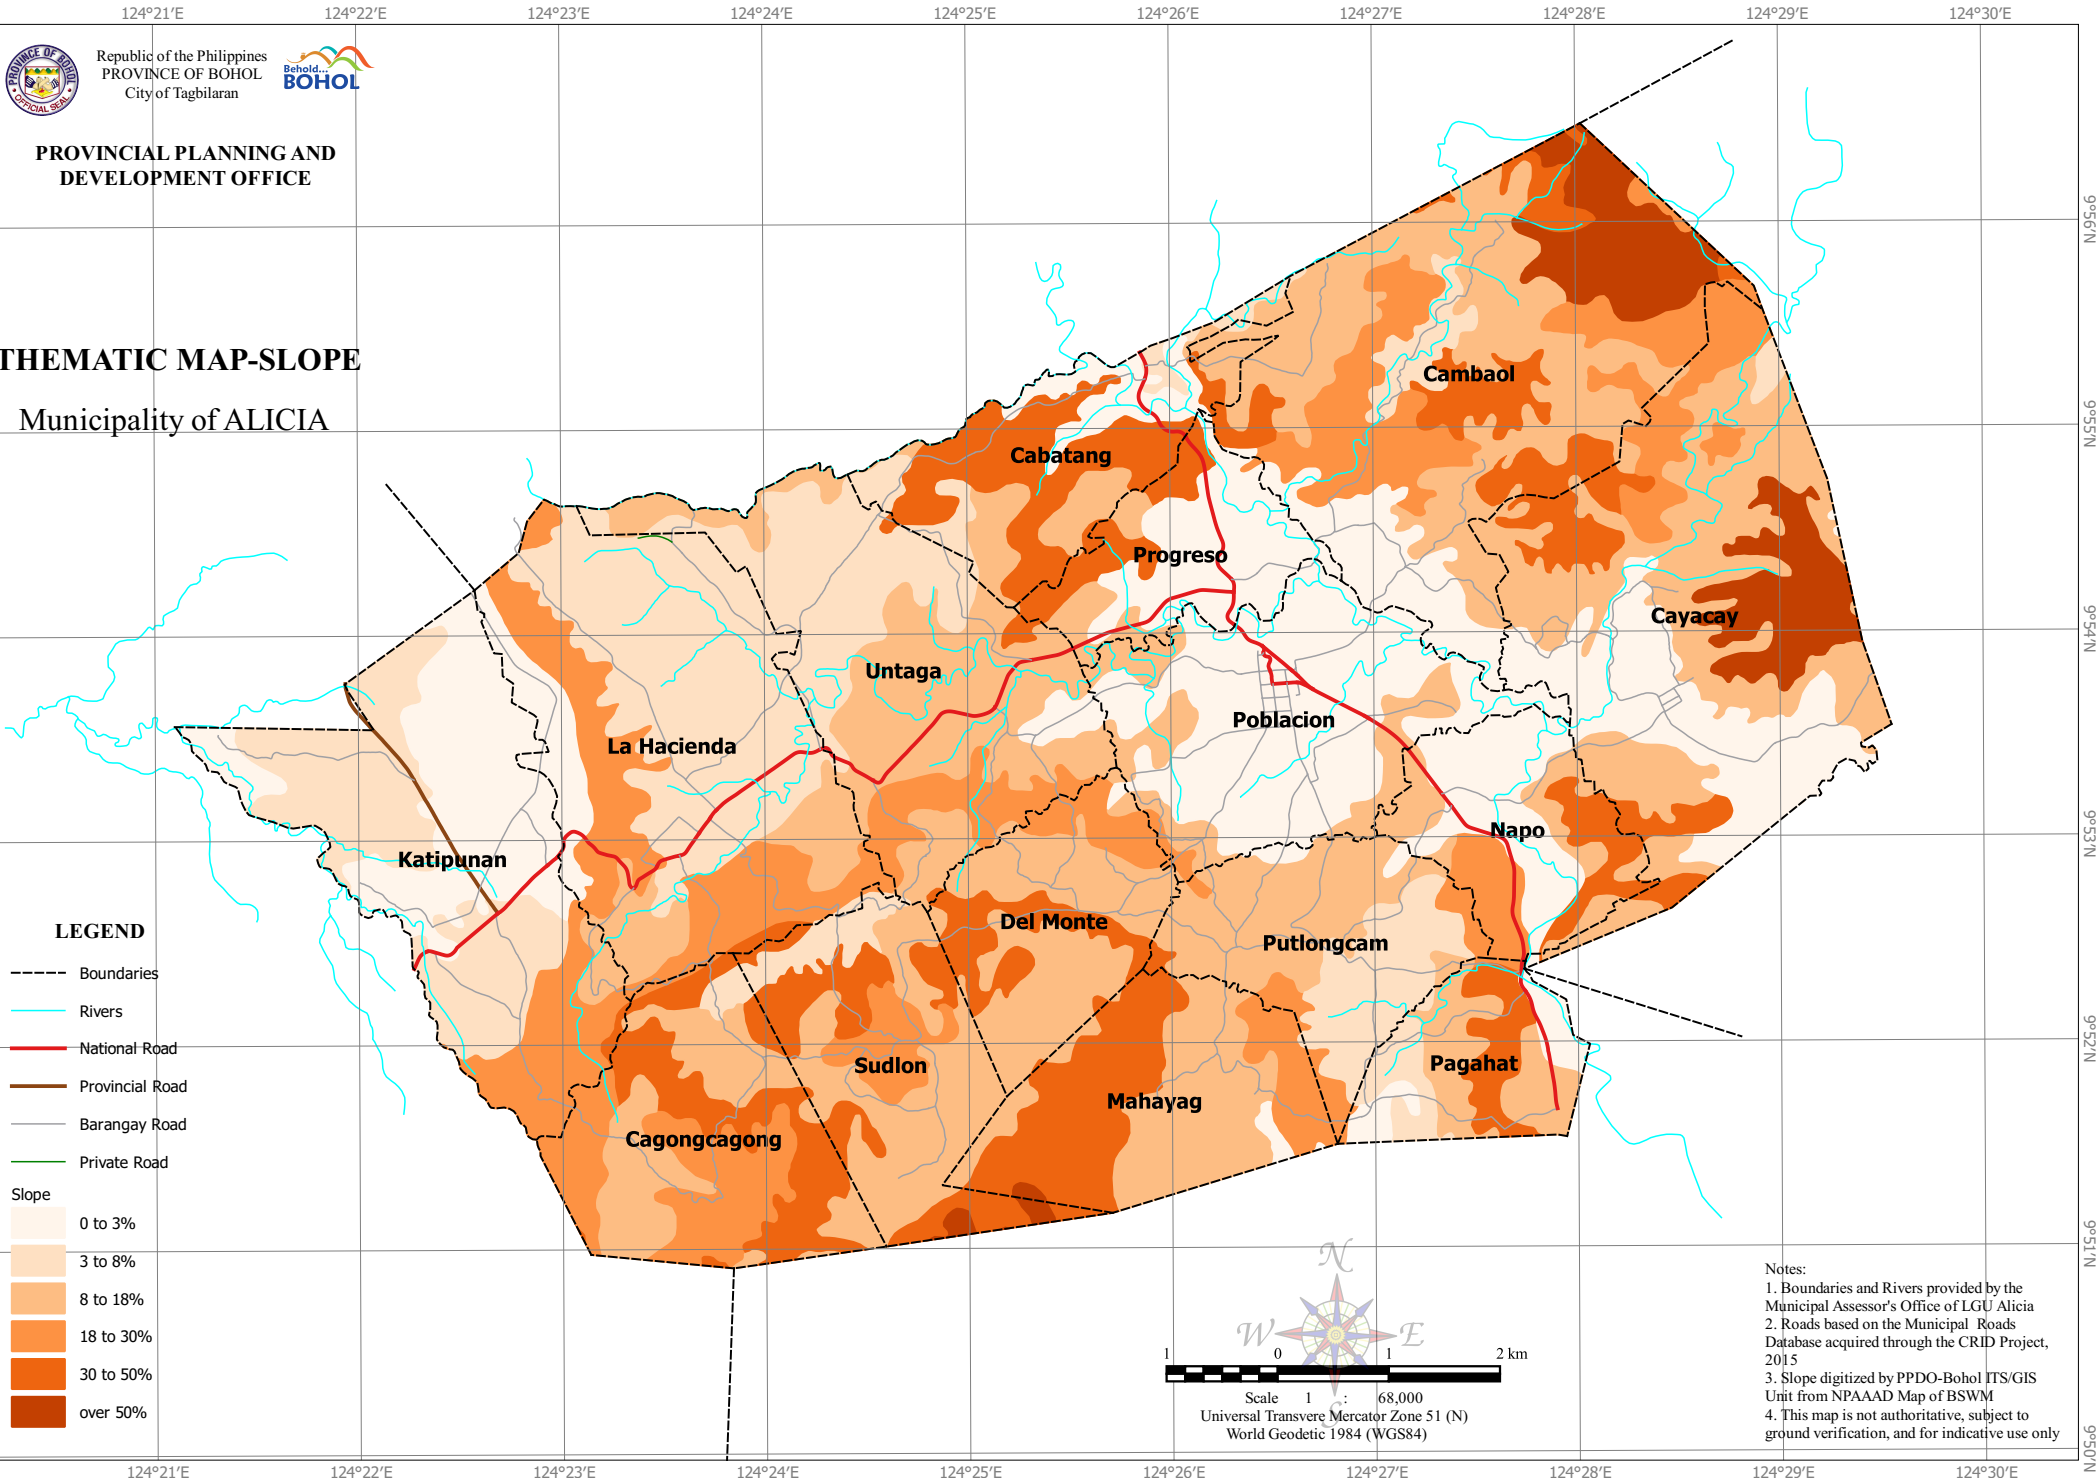 124°21'E 124°22'E 124°23'E 124°24'E 124°25'E 124°26'E 124°27'E 124°28'E 124°29'E 124°30'E
PROVINCE OF BOHOL
OFFICIAL SEAL
Republic of the Philippines
PROVINCE OF BOHOL
City of Tagbilaran
Behold...
BOHOL
PROVINCIAL PLANNING AND
DEVELOPMENT OFFICE
THEMATIC MAP-SLOPE
Municipality of ALICIA
9°56'N
9°55'N
9°54'N
9°53'N
9°52'N
9°51'N
9°50'N
Cambaol
Cabatang
Progreso
Cayacay
Untaga
Poblacion
La Hacienda
Napo
Katipunan
Del Monte
Putlongcam
Sudlon
Pagahat
Mahayag
Cagongcagong
LEGEND
Boundaries
Rivers
National Road
Provincial Road
Barangay Road
Private Road
Slope
0 to 3%
3 to 8%
8 to 18%
18 to 30%
30 to 50%
over 50%
N
W E
S
1 0 1 2 km
Scale 1 : 68,000
Universal Transvere Mercator Zone 51 (N)
World Geodetic 1984 (WGS84)
Notes:
1. Boundaries and Rivers provided by the
Municipal Assessor's Office of LGU Alicia
2. Roads based on the Municipal Roads
Database acquired through the CRID Project,
2015
3. Slope digitized by PPDO-Bohol ITS/GIS
Unit from NPAAAD Map of BSWM
4. This map is not authoritative, subject to
ground verification, and for indicative use only
124°21'E 124°22'E 124°23'E 124°24'E 124°25'E 124°26'E 124°27'E 124°28'E 124°29'E 124°30'E